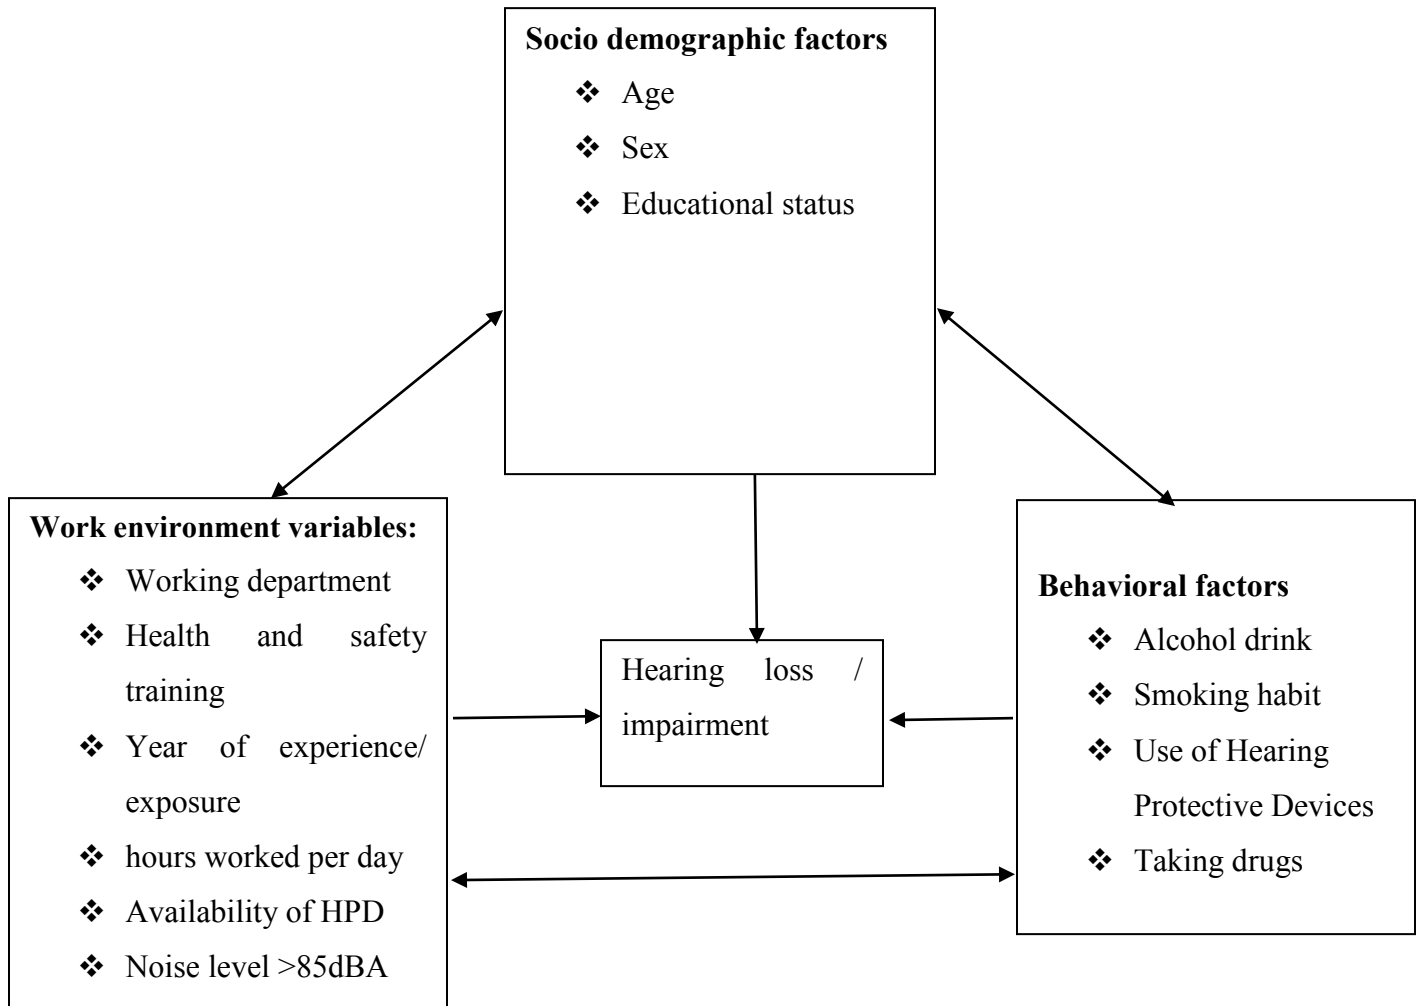 Socio demographic factors
❖ Age
❖ Sex
❖ Educational status
Work environment variables:
❖ Working department
❖ Health and safety
training
❖ Year of experience/
exposure
❖ hours worked per day
❖ Availability of HPD
❖ Noise level >85dBA
Hearing loss /
impairment
Behavioral factors
❖ Alcohol drink
❖ Smoking habit
❖ Use of Hearing
Protective Devices
❖ Taking drugs